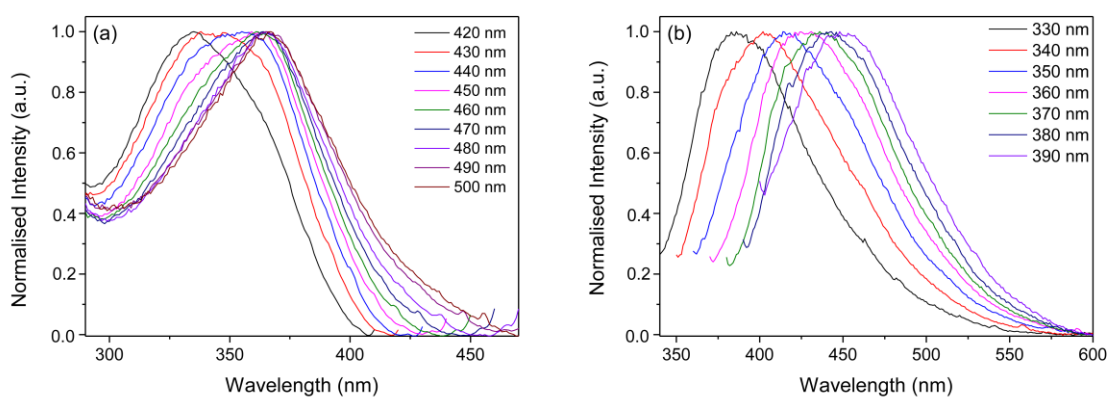 (a)
Normalised Intensity (a.u.)
1.0
0.8
0.6
0.4
0.2
0.0
420 nm
430 nm
440 nm
450 nm
460 nm
470 nm
480 nm
490 nm
500 nm
300
350
400
450
Wavelength (nm)
(b)
Normalised Intensity (a.u.)
1.0
0.8
0.6
0.4
0.2
0.0
330 nm
340 nm
350 nm
360 nm
370 nm
380 nm
390 nm
350
400
450
500
550
600
Wavelength (nm)